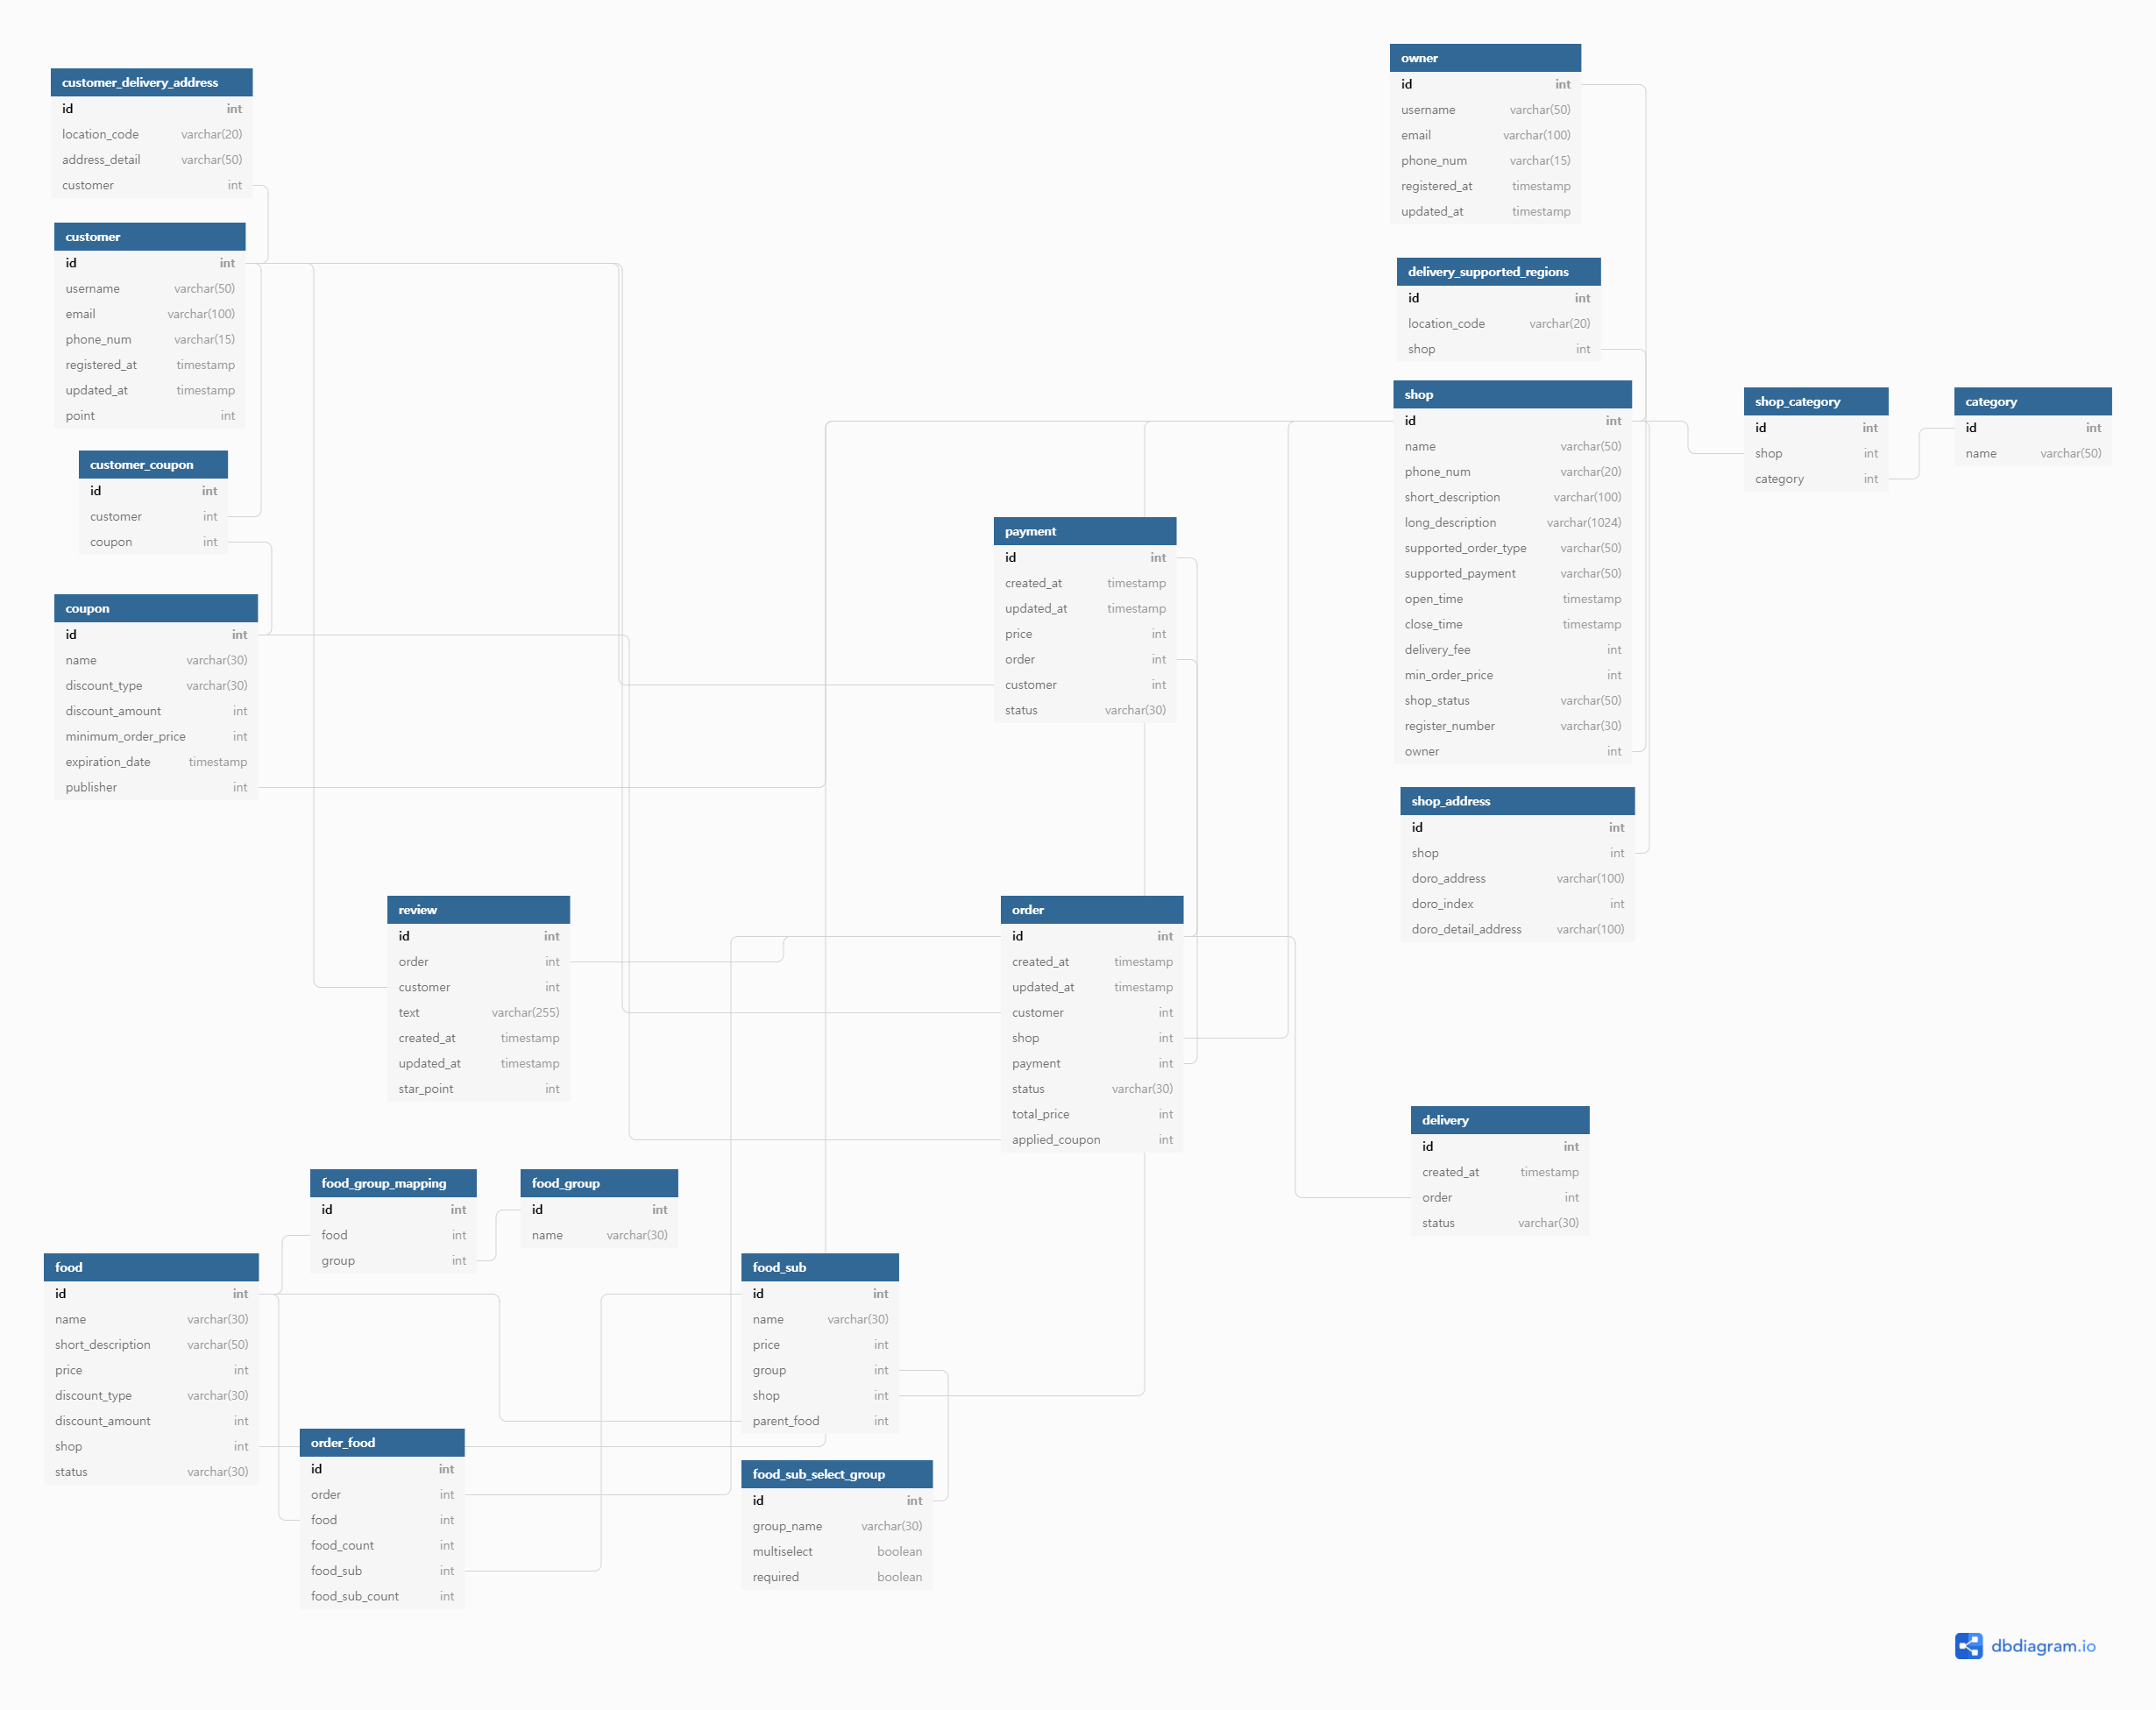 customer_delivery_address
id int
location_code varchar(20)
address_detail varchar(50)
customer int
customer
id int
username varchar(50)
email varchar(100)
phone_num varchar(15)
registered_at timestamp
updated_at timestamp
point int
customer_coupon
id int
customer int
coupon int
coupon
id int
name varchar(30)
discount_type varchar(30)
discount_amount int
minimum_order_price int
expiration_date timestamp
publisher int
owner
id int
username varchar(50)
email varchar(100)
phone_num varchar(15)
registered_at timestamp
updated_at timestamp
delivery_supported_regions
id int
location_code varchar(20)
shop int
shop
id int
name varchar(50)
phone_num varchar(20)
short_description varchar(100)
long_description varchar(1024)
supported_order_type varchar(50)
supported_payment varchar(50)
open_time timestamp
close_time timestamp
delivery_fee int
min_order_price int
shop_status varchar(50)
register_number varchar(30)
owner int
shop_category
id int
shop int
category int
category
id int
name varchar(50)
payment
id int
created_at timestamp
updated_at timestamp
price int
order int
customer int
status varchar(30)
shop_address
id int
shop int
doro_address varchar(100)
doro_index int
doro_detail_address varchar(100)
review
id int
order int
customer int
text varchar(255)
created_at timestamp
updated_at timestamp
star_point int
order
id int
created_at timestamp
updated_at timestamp
customer int
shop int
payment int
status varchar(30)
total_price int
applied_coupon int
delivery
id int
created_at timestamp
order int
status varchar(30)
food_group_mapping
id int
food int
group int
food_group
id int
name varchar(30)
food
id int
name varchar(30)
short_description varchar(50)
price int
discount_type varchar(30)
discount_amount int
shop int
status varchar(30)
order_food
id int
order int
food int
food_count int
food_sub int
food_sub_count int
food_sub
id int
name varchar(30)
price int
group int
shop int
parent_food int
food_sub_select_group
id int
group_name varchar(30)
multiselect boolean
required boolean
dbdiagram.io